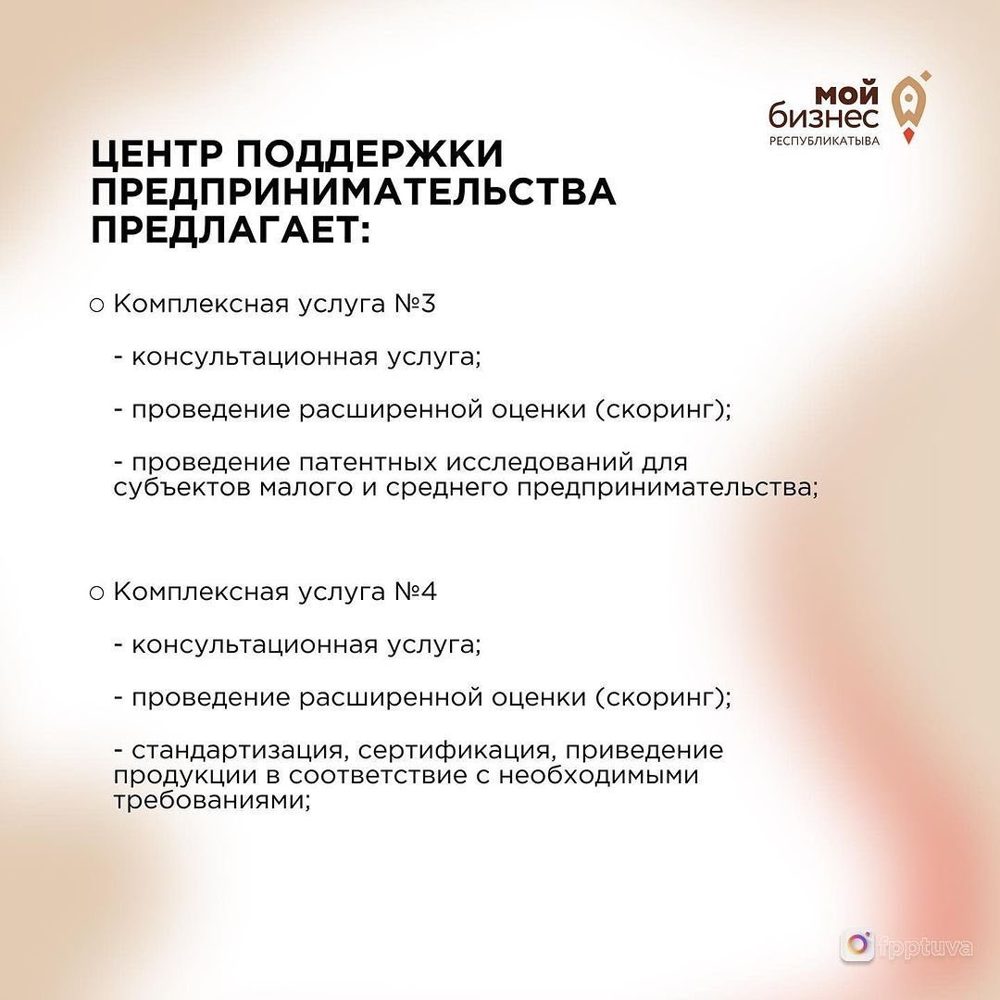 мой
бизнес
РЕСПУБЛИКАТЫВА
ЦЕНТР ПОДДЕРЖКИ
ПРЕДПРИНИМАТЕЛЬСТВА
ПРЕДЛАГАЕТ:
○ Комплексная услуга №3
- консультационная услуга;
- проведение расширенной оценки (скоринг);
- проведение патентных исследований для
субъектов малого и среднего предпринимательства;
○ Комплексная услуга №4
- консультационная услуга;
- проведение расширенной оценки (скоринг);
- стандартизация, сертификация, приведение
продукции в соответствие с необходимыми
требованиями;
fpptuva